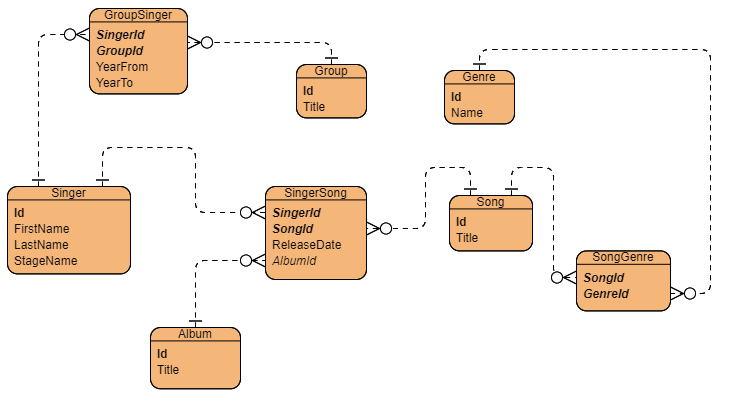 GroupSinger
SingerId
GroupId
YearFrom
YearTo
Group
Id
Title
Genre
Id
Name
Singer
Id
FirstName
LastName
StageName
SingerSong
SingerId
SongId
ReleaseDate
AlbumId
Song
Id
Title
SongGenre
SongId
GenreId
Album
Id
Title